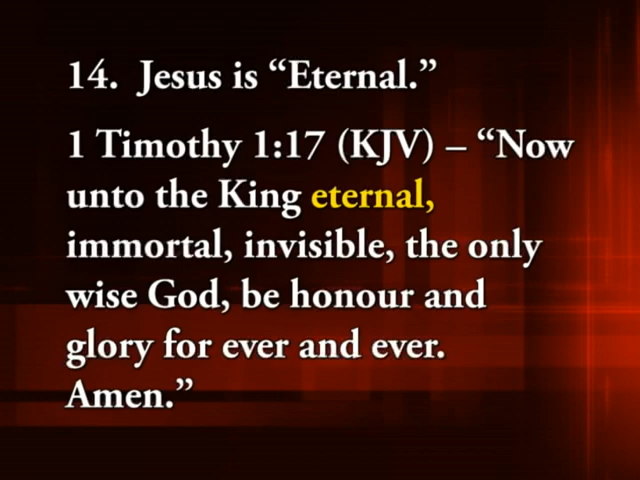 14. Jesus is “Eternal.”
1 Timothy 1:17 (KJV) – “Now
unto the King eternal,
immortal, invisible, the only
wise God, be honour and
glory for ever and ever.
Amen.”